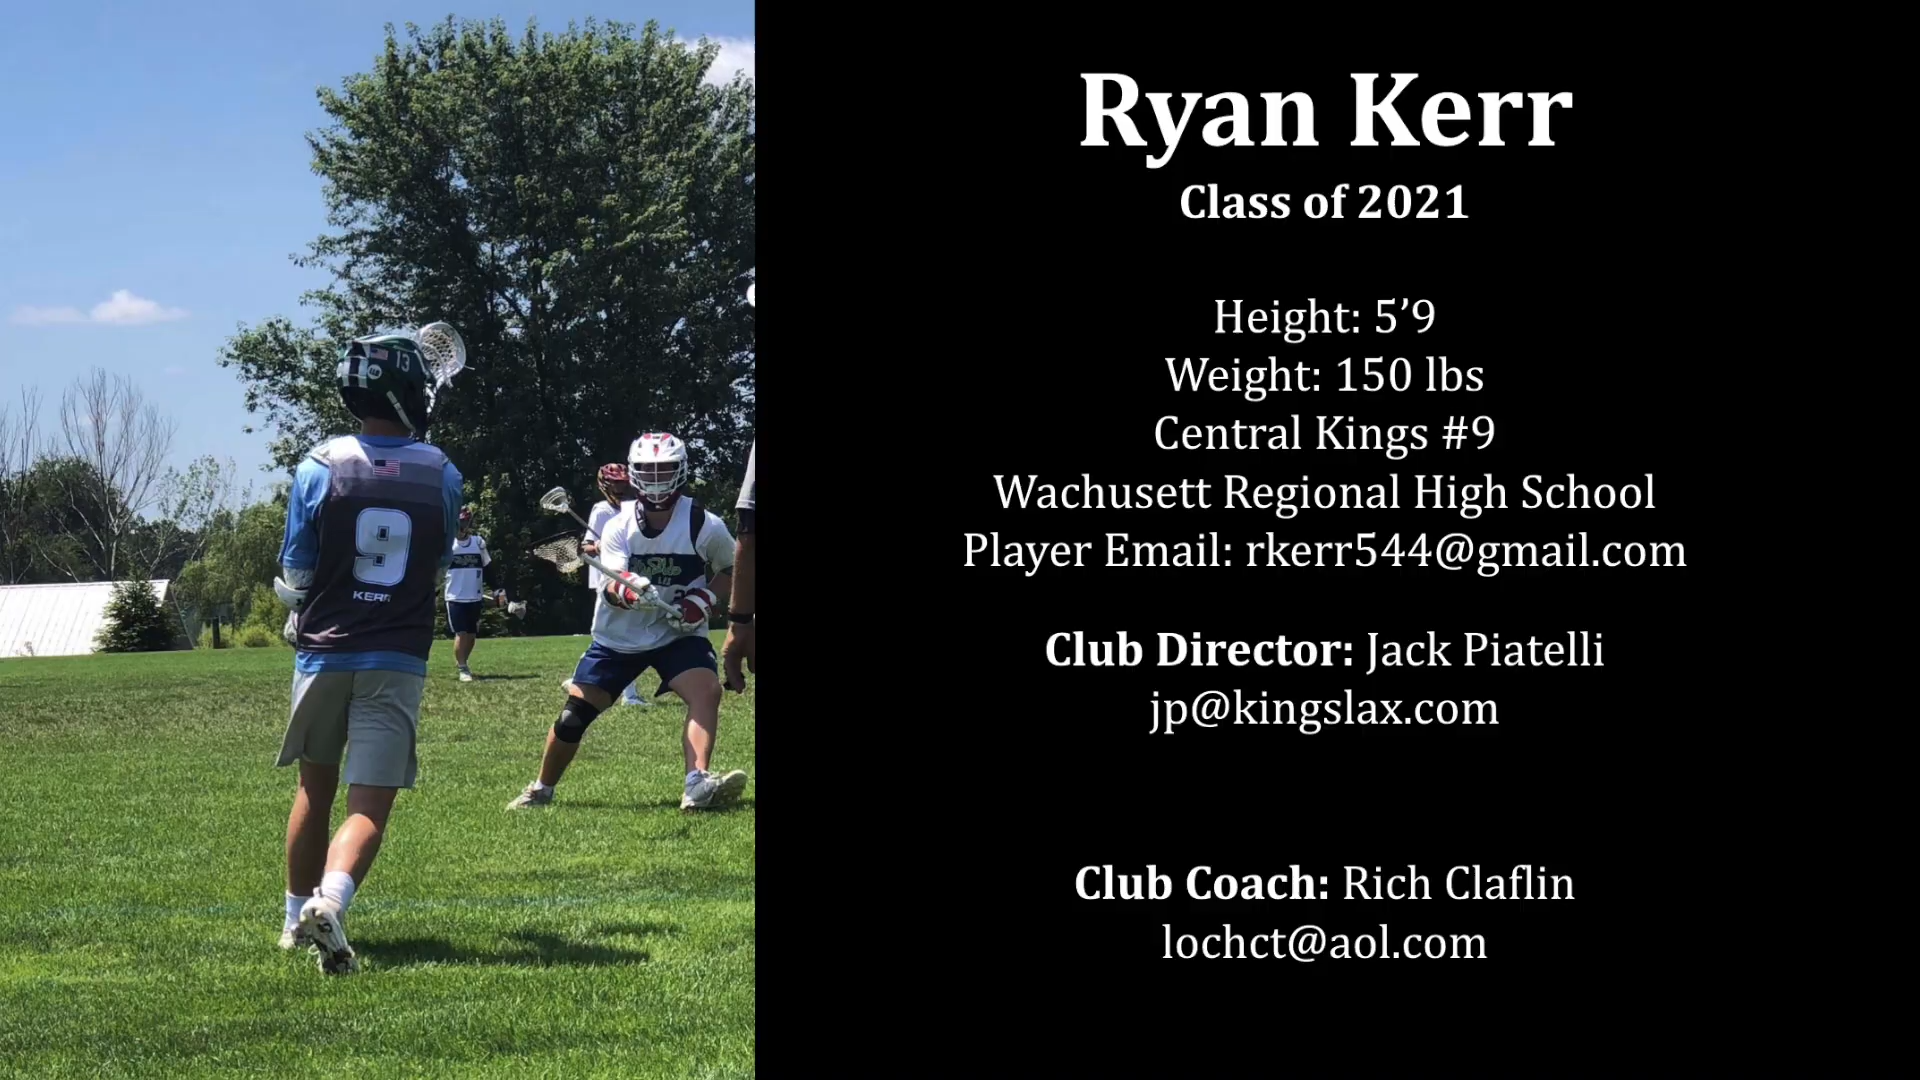 Ryan Kerr
Class of 2021
Height: 5’9
Weight: 150 lbs
Central Kings #9
Wachusett Regional High School
Player Email: rkerr544@gmail.com
Club Director: Jack Piatelli
jp@kingslax.com
Club Coach: Rich Claflin
lochct@aol.com
13
9
KERR